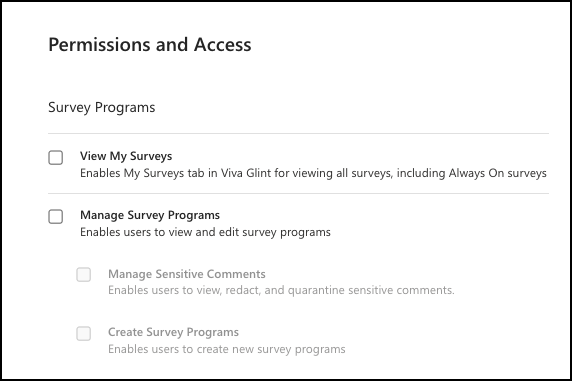 Permissions and Access
Survey Programs
View My Surveys
Enables My Surveys tab in Viva Glint for viewing all surveys, including Always On surveys
Manage Survey Programs
Enables users to view and edit survey programs
Manage Sensitive Comments
Enables users to view, redact, and quarantine sensitive comments.
Create Survey Programs
Enables users to create new survey programs